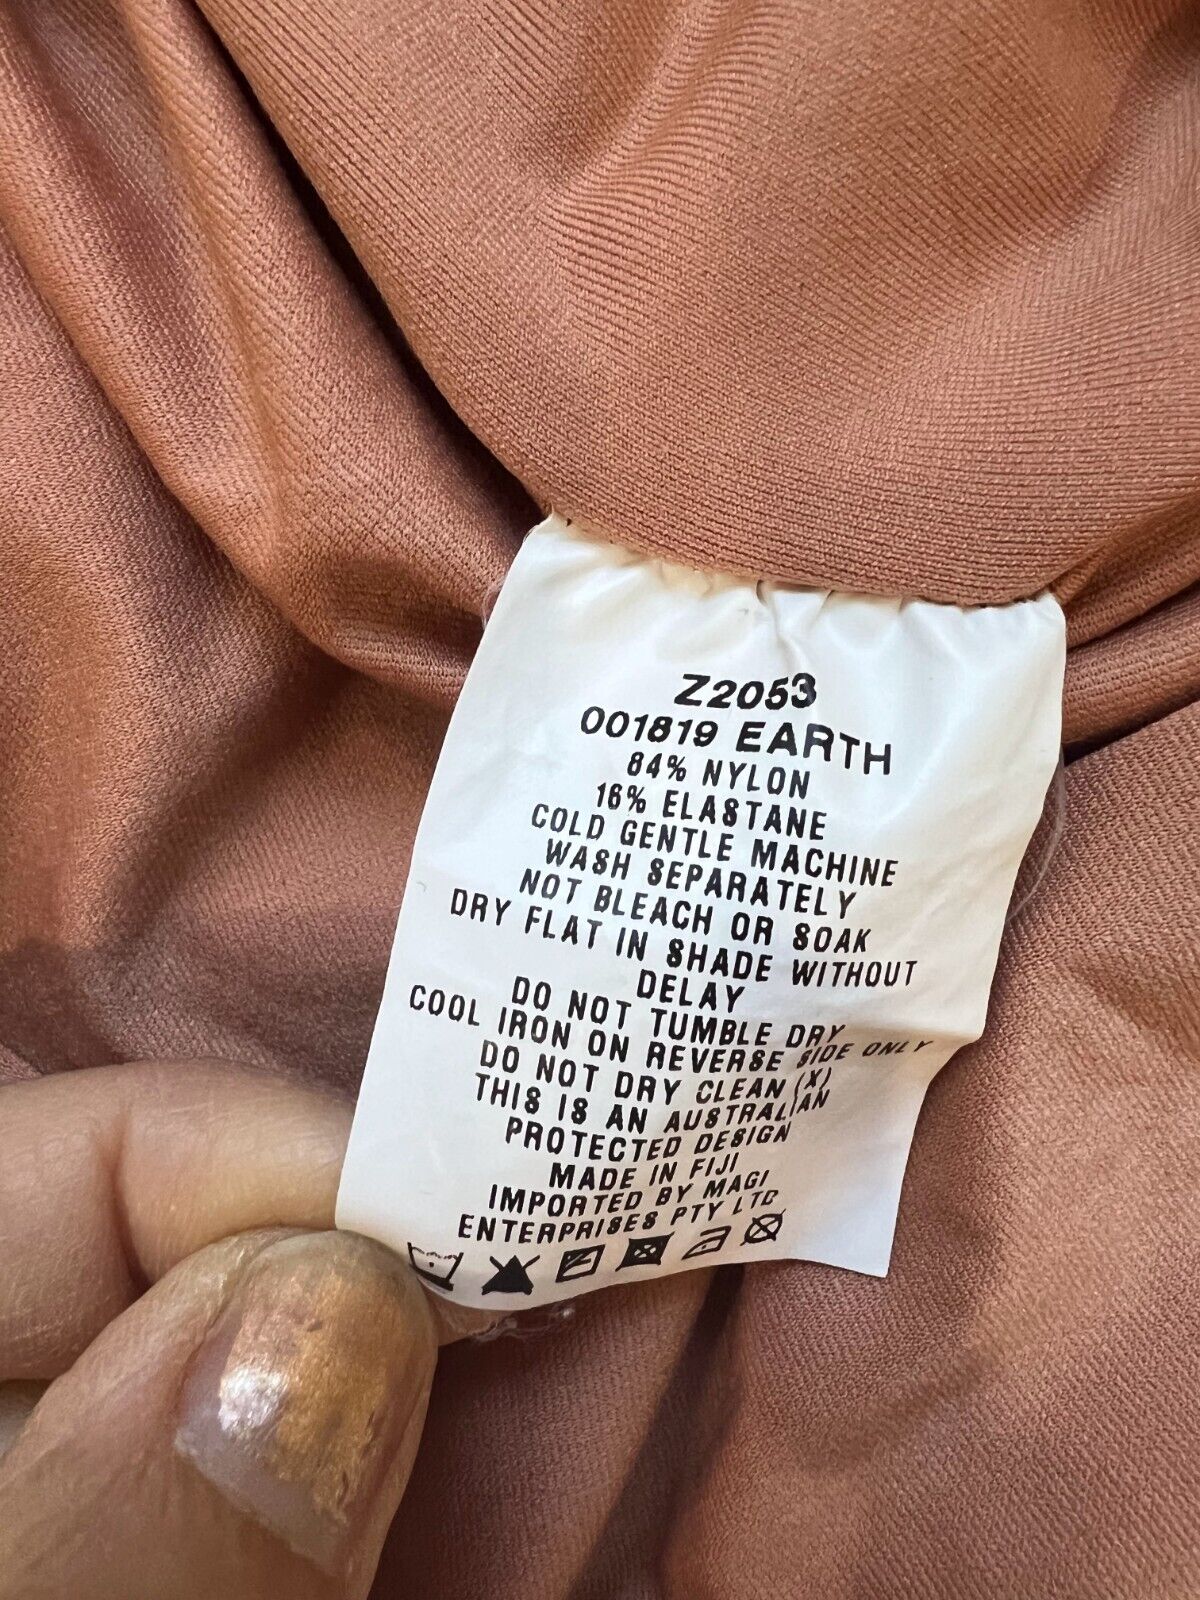 Z2053
001819 EARTH
84% NYLON
16% ELASTANE
COLD GENTLE MACHINE
WASH SEPARATELY
NOT BLEACH OR SOAK
DRY FLAT IN SHADE WITHOUT
DELAY
DO NOT TUMBLE DRY
COOL IRON ON REVERSE SIDE ONLY
DO NOT DRY CLEAN (X)
THIS IS AN AUSTRALIAN
PROTECTED DESIGN
MADE IN FIJI
IMPORTED BY MAGI
ENTERPRISES PTY LTD